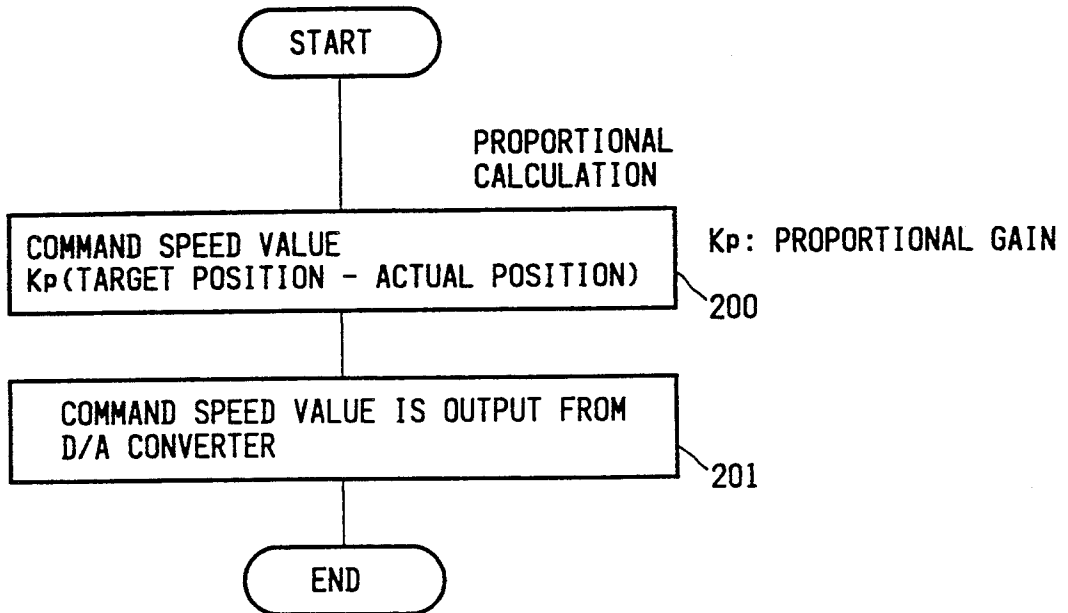 START
PROPORTIONAL
CALCULATION
COMMAND SPEED VALUE
Kp(TARGET POSITION - ACTUAL POSITION)
Kp: PROPORTIONAL GAIN
200
COMMAND SPEED VALUE IS OUTPUT FROM
D/A CONVERTER
201
END